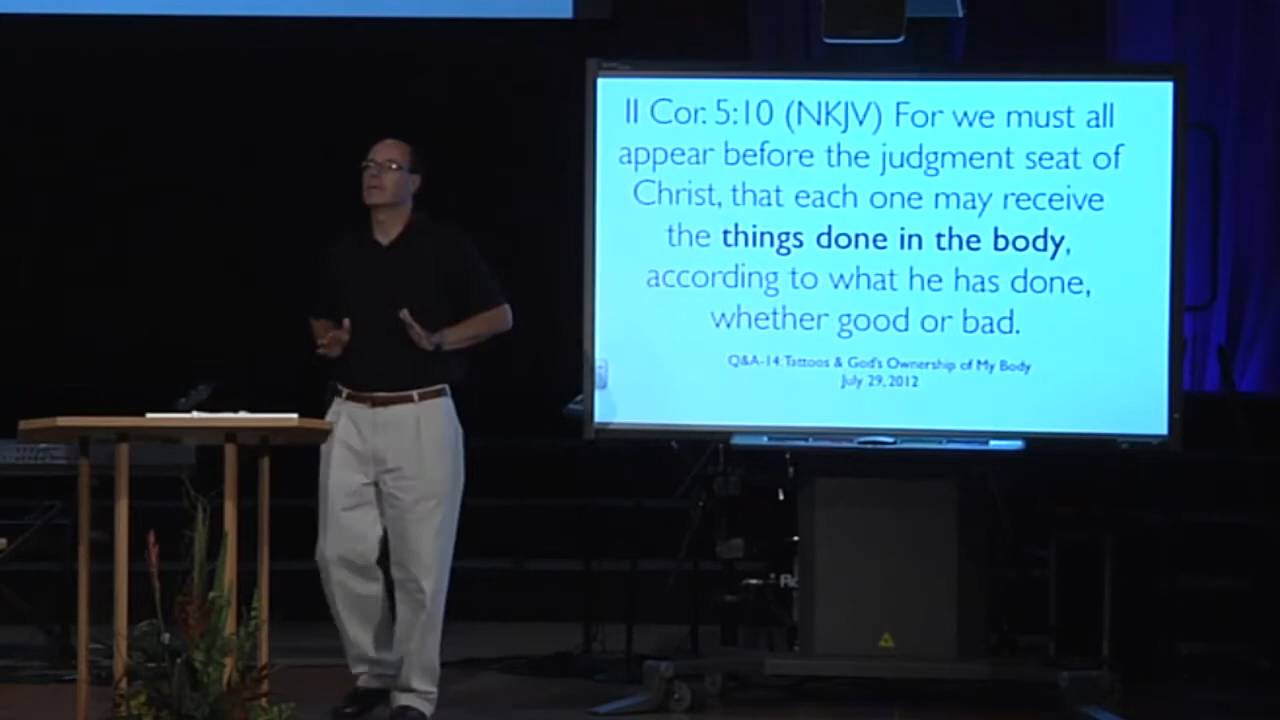 II Cor. 5:10 (NKJV) For we must all
appear before the judgment seat of
Christ, that each one may receive
the things done in the body,
according to what he has done,
whether good or bad.
Q&A-14: Tattoos & God's Ownership of My Body
July 29, 2012